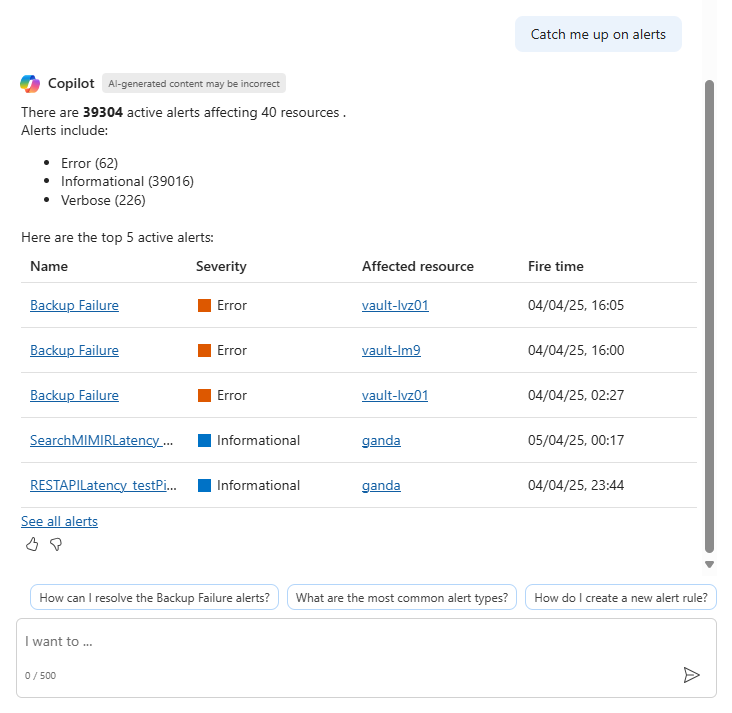 Catch me up on alerts
Copilot AI-generated content may be incorrect
There are 39304 active alerts affecting 40 resources .
Alerts include:
• Error (62)
• Informational (39016)
• Verbose (226)
Here are the top 5 active alerts:
Name Severity Affected resource Fire time
Backup Failure Error vault-lvz01 04/04/25, 16:05
Backup Failure Error vault-lm9 04/04/25, 16:00
Backup Failure Error vault-lvz01 04/04/25, 02:27
SearchMIMIRLatency_... Informational ganda 05/04/25, 00:17
RESTAPILatency_testPi... Informational ganda 04/04/25, 23:44
See all alerts
How can I resolve the Backup Failure alerts? What are the most common alert types? How do I create a new alert rule?
I want to ...
0 / 500